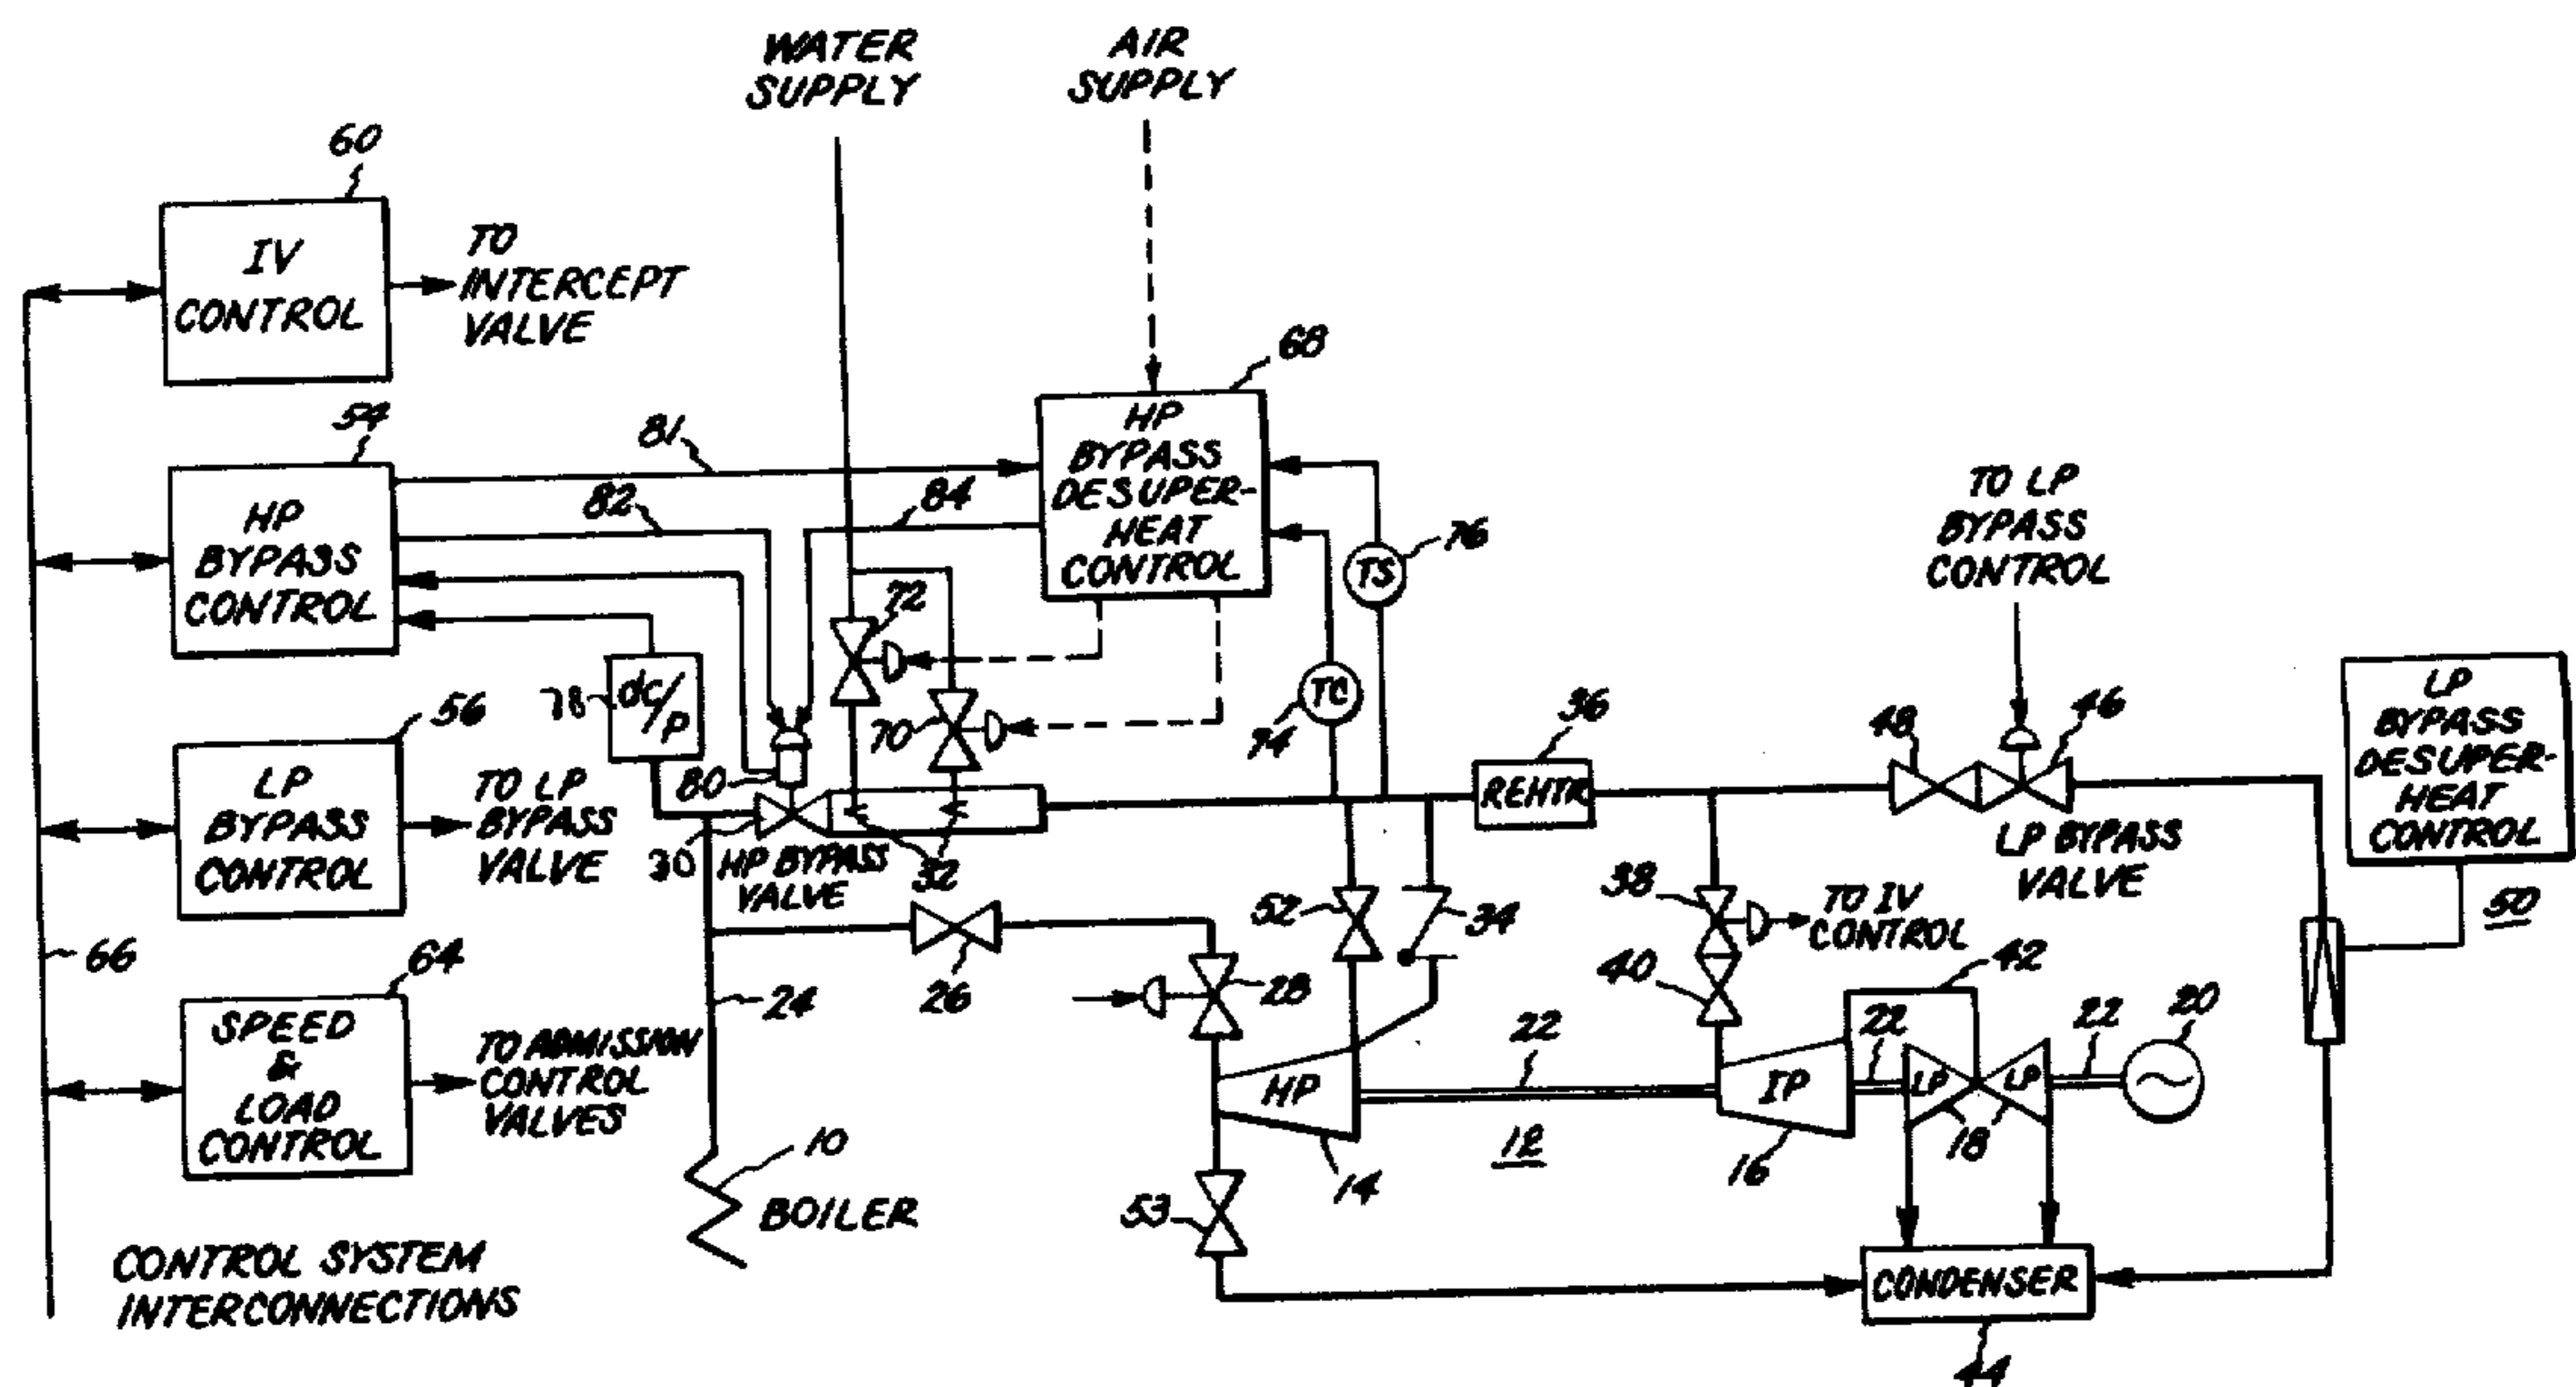 WATER
SUPPLY
AIR
SUPPLY
60
IV
CONTROL
TO
INTERCEPT
VALVE
68
54
HP
BYPASS
CONTROL
81
82
84
HP
BYPASS
DESUPER-
HEAT
CONTROL
76
TS
TC
74
72
70
78
dc/P
80
30
HP BYPASS
VALVE
32
56
LP
BYPASS
CONTROL
TO LP
BYPASS
VALVE
66
64
SPEED
&
LOAD
CONTROL
TO ADMISSION
CONTROL
VALVES
CONTROL SYSTEM
INTERCONNECTIONS
24
10
BOILER
26
28
36
REHTR
52
34
TO LP
BYPASS
CONTROL
48
46
LP BYPASS
VALVE
LP
BYPASS
DESUPER-
HEAT
CONTROL
50
38
TO IV
CONTROL
40
42
22
22
22
20
HP
IP
LP
LP
14
12
16
18
53
CONDENSER
44